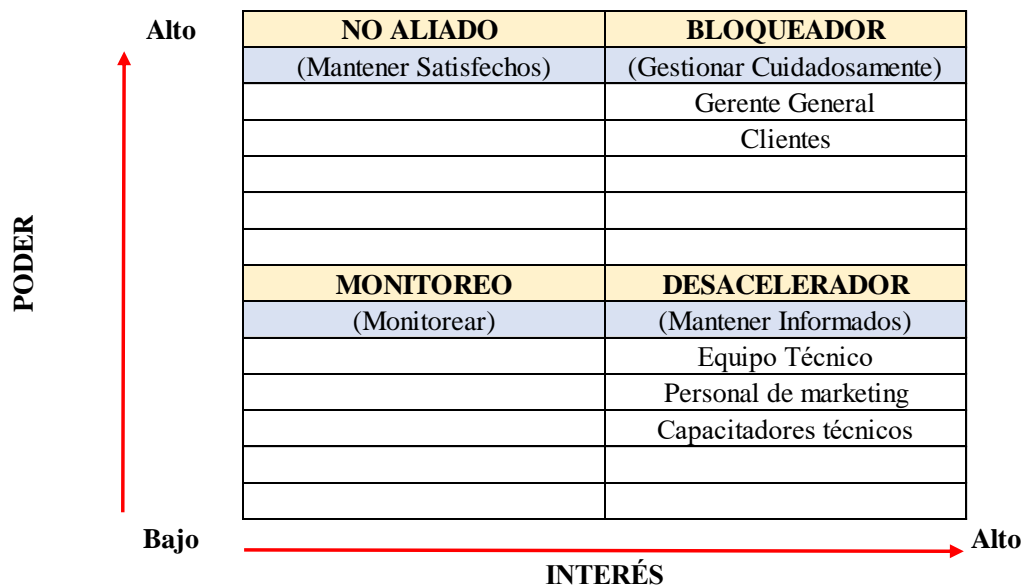 Alto
NO ALIADO BLOQUEADOR
(Mantener Satisfechos) (Gestionar Cuidadosamente)
Gerente General
Clientes
PODER
MONITOREO DESACELERADOR
(Monitorear) (Mantener Informados)
Equipo Técnico
Personal de marketing
Capacitadores técnicos
Bajo Alto
INTERÉS